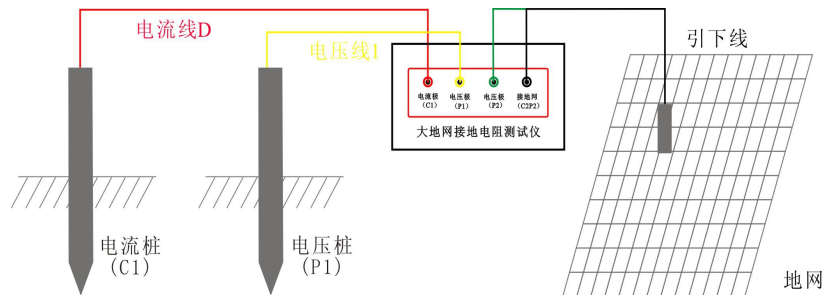 电流线D
电压线1
引下线
电流极
(C1)
电压极
(P1)
电压极
(P2)
接地网
(C2P2)
大地网接地电阻测试仪
电流桩
(C1)
电压桩
(P1)
地网